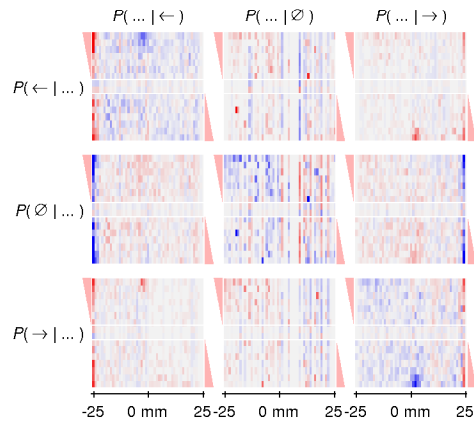 P( ... | ← ) P( ... | ∅ ) P( ... | → )
P( ← | ... )
P( ∅ | ... )
P( → | ... )
-25 0 mm 25 -25 0 mm 25 -25 0 mm 25